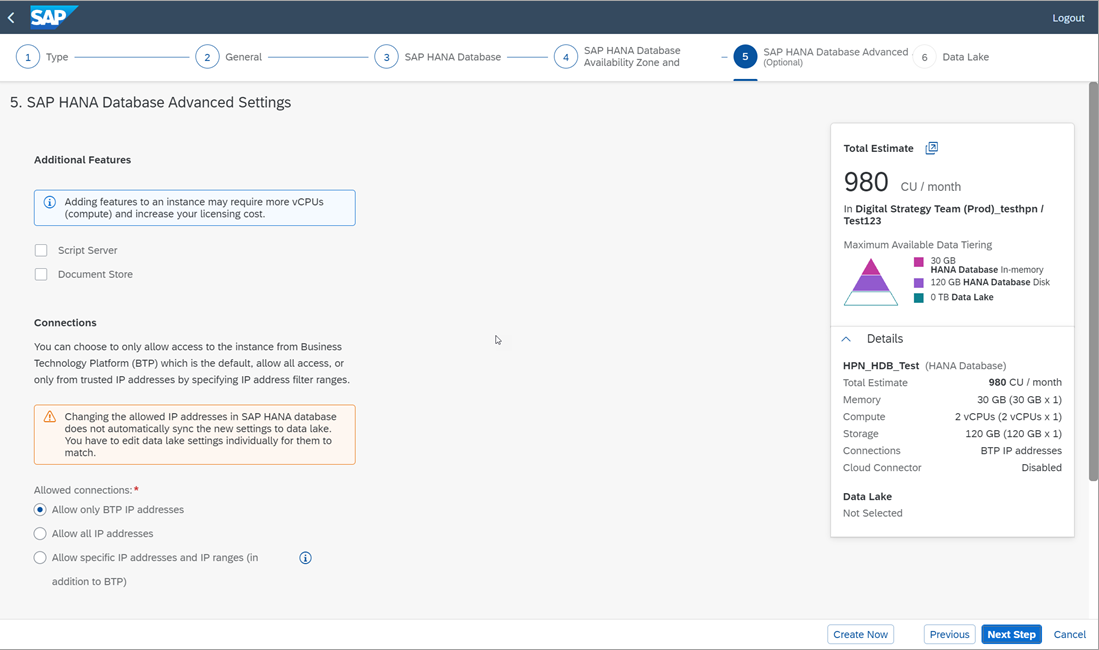 SAP
Logout
1 Type
2 General
3 SAP HANA Database
4 SAP HANA Database
Availability Zone and
5 SAP HANA Database Advanced
(Optional)
6 Data Lake
5. SAP HANA Database Advanced Settings
Additional Features
Adding features to an instance may require more vCPUs
(compute) and increase your licensing cost.
Script Server
Document Store
Connections
You can choose to only allow access to the instance from Business
Technology Platform (BTP) which is the default, allow all access, or
only from trusted IP addresses by specifying IP address filter ranges.
Changing the allowed IP addresses in SAP HANA database
does not automatically sync the new settings to data lake.
You have to edit data lake settings individually for them to
match.
Allowed connections:*
Allow only BTP IP addresses
Allow all IP addresses
Allow specific IP addresses and IP ranges (in
addition to BTP)
Total Estimate
980 CU / month
In Digital Strategy Team (Prod)_testhpn /
Test123
Maximum Available Data Tiering
30 GB
HANA Database In-memory
120 GB HANA Database Disk
0 TB Data Lake
Details
HPN_HDB_Test (HANA Database)
Total Estimate 980 CU / month
Memory 30 GB (30 GB x 1)
Compute 2 vCPUs (2 vCPUs x 1)
Storage 120 GB (120 GB x 1)
Connections BTP IP addresses
Cloud Connector Disabled
Data Lake
Not Selected
Create Now Previous Next Step Cancel